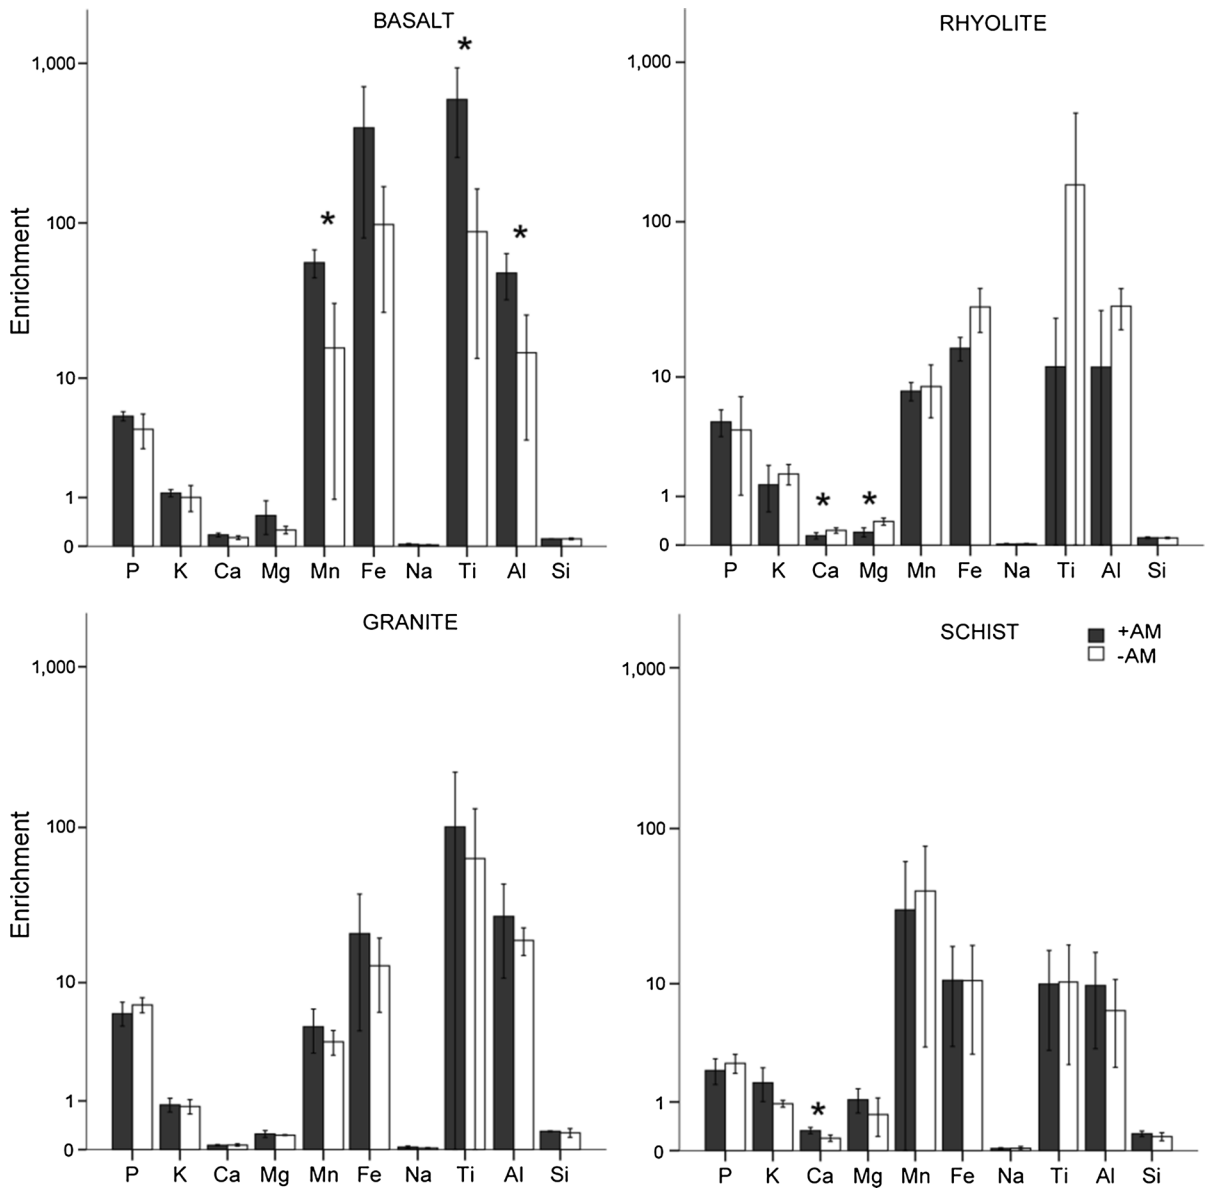 BASALT
*
1,000
*
100
*
Enrichment
10
1
0
P K Ca Mg Mn Fe Na Ti Al Si
RHYOLITE
1,000
100
10
* *
1
0
P K Ca Mg Mn Fe Na Ti Al Si
GRANITE
1,000
100
Enrichment
10
1
0
P K Ca Mg Mn Fe Na Ti Al Si
SCHIST
+AM
-AM
1,000
100
10
1
*
0
P K Ca Mg Mn Fe Na Ti Al Si